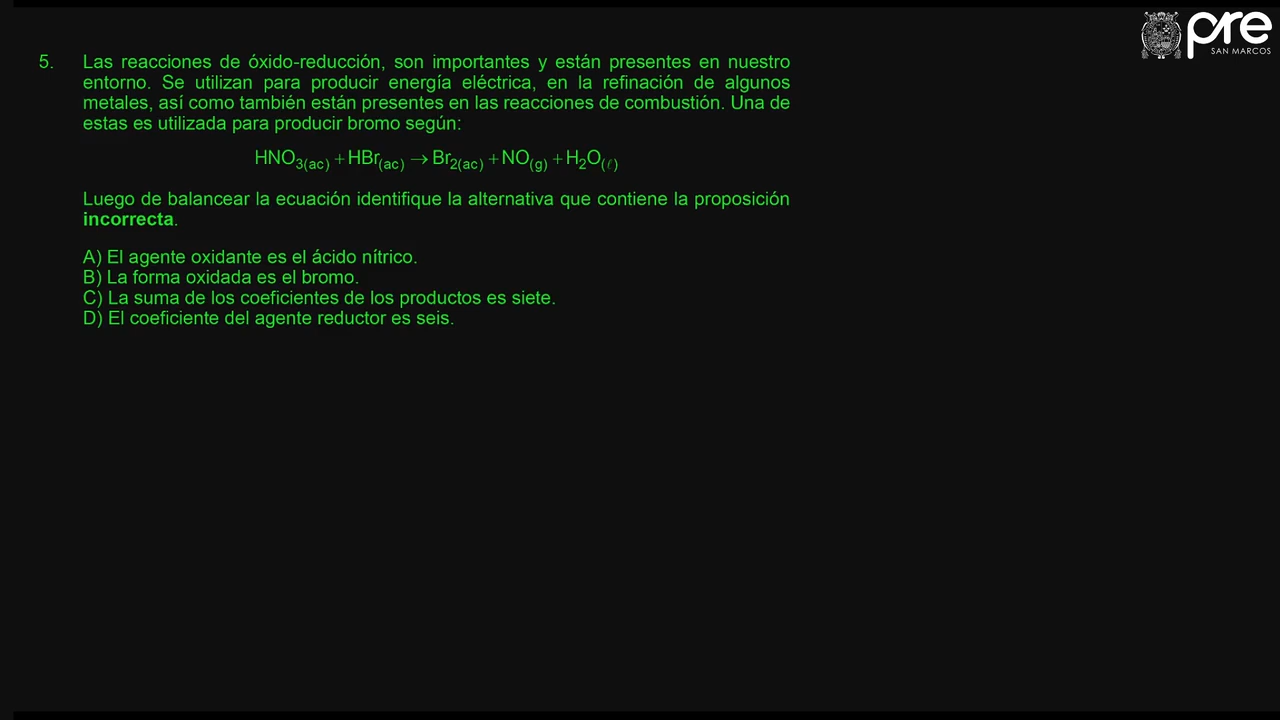 pre
SAN MARCOS
5. Las reacciones de óxido-reducción, son importantes y están presentes en nuestro
entorno. Se utilizan para producir energía eléctrica, en la refinación de algunos
metales, así como también están presentes en las reacciones de combustión. Una de
estas es utilizada para producir bromo según:
HNO₃(ac) + HBr(ac) → Br₂(ac) + NO(g) + H₂O(ℓ)
Luego de balancear la ecuación identifique la alternativa que contiene la proposición
incorrecta.
A) El agente oxidante es el ácido nítrico.
B) La forma oxidada es el bromo.
C) La suma de los coeficientes de los productos es siete.
D) El coeficiente del agente reductor es seis.